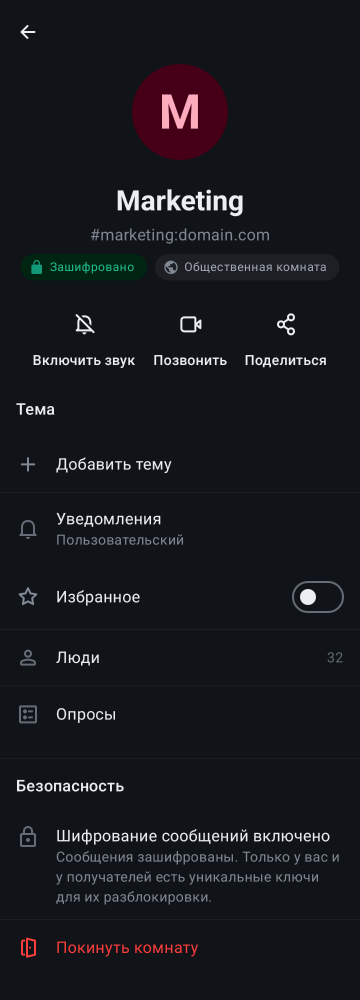 M
Marketing
#marketing:domain.com
Зашифровано Общественная комната
Включить звук Позвонить Поделиться
Тема
Добавить тему
Уведомления
Пользовательский
Избранное
Люди 32
Опросы
Безопасность
Шифрование сообщений включено
Сообщения зашифрованы. Только у вас и
у получателей есть уникальные ключи
для их разблокировки.
Покинуть комнату